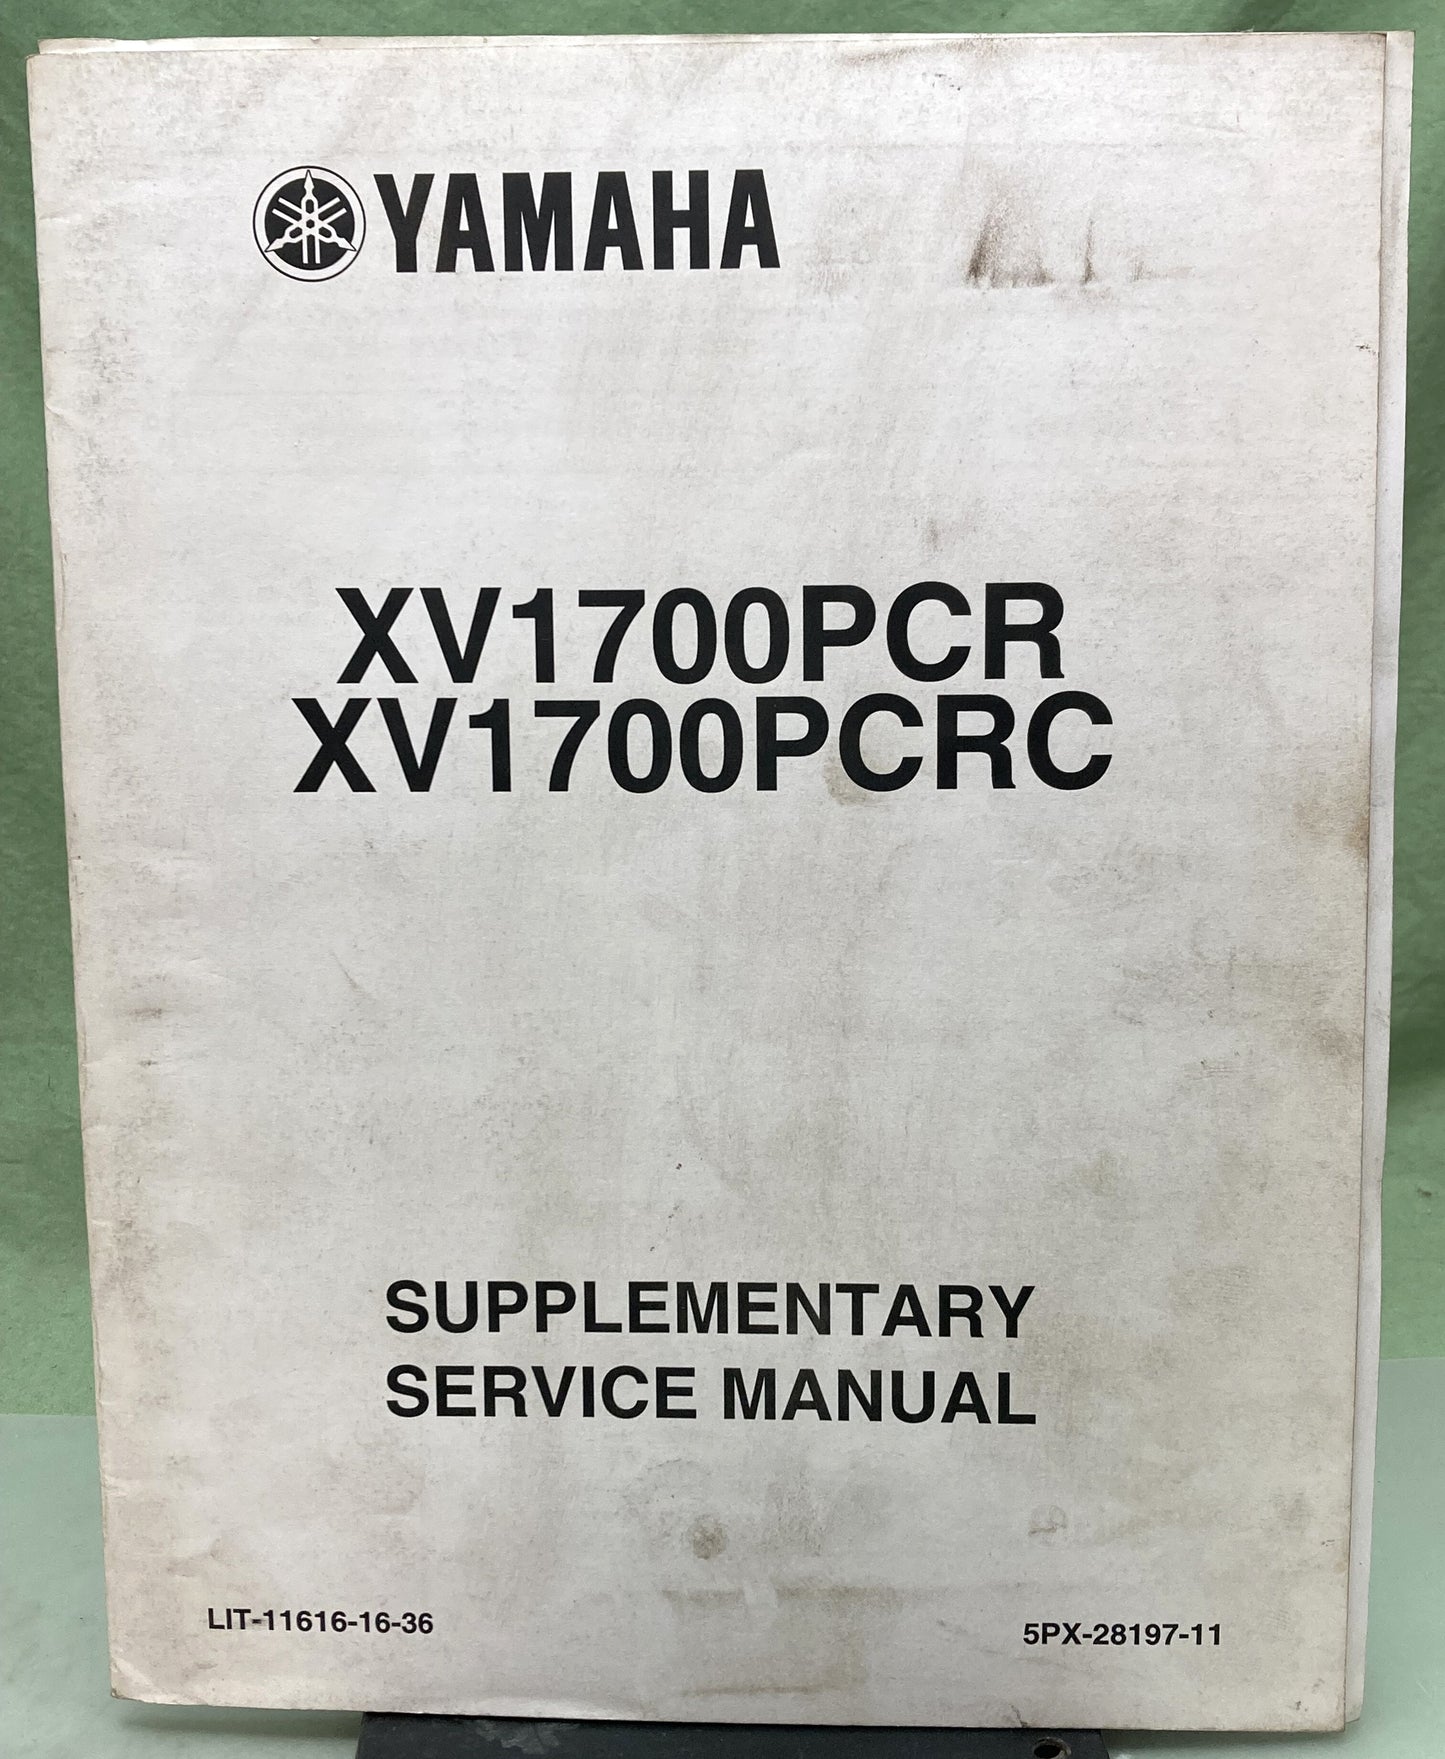 YAMAHA
XV1700PCR
XV1700PCRC
SUPPLEMENTARY
SERVICE MANUAL
LIT-11616-16-36
5PX-28197-11